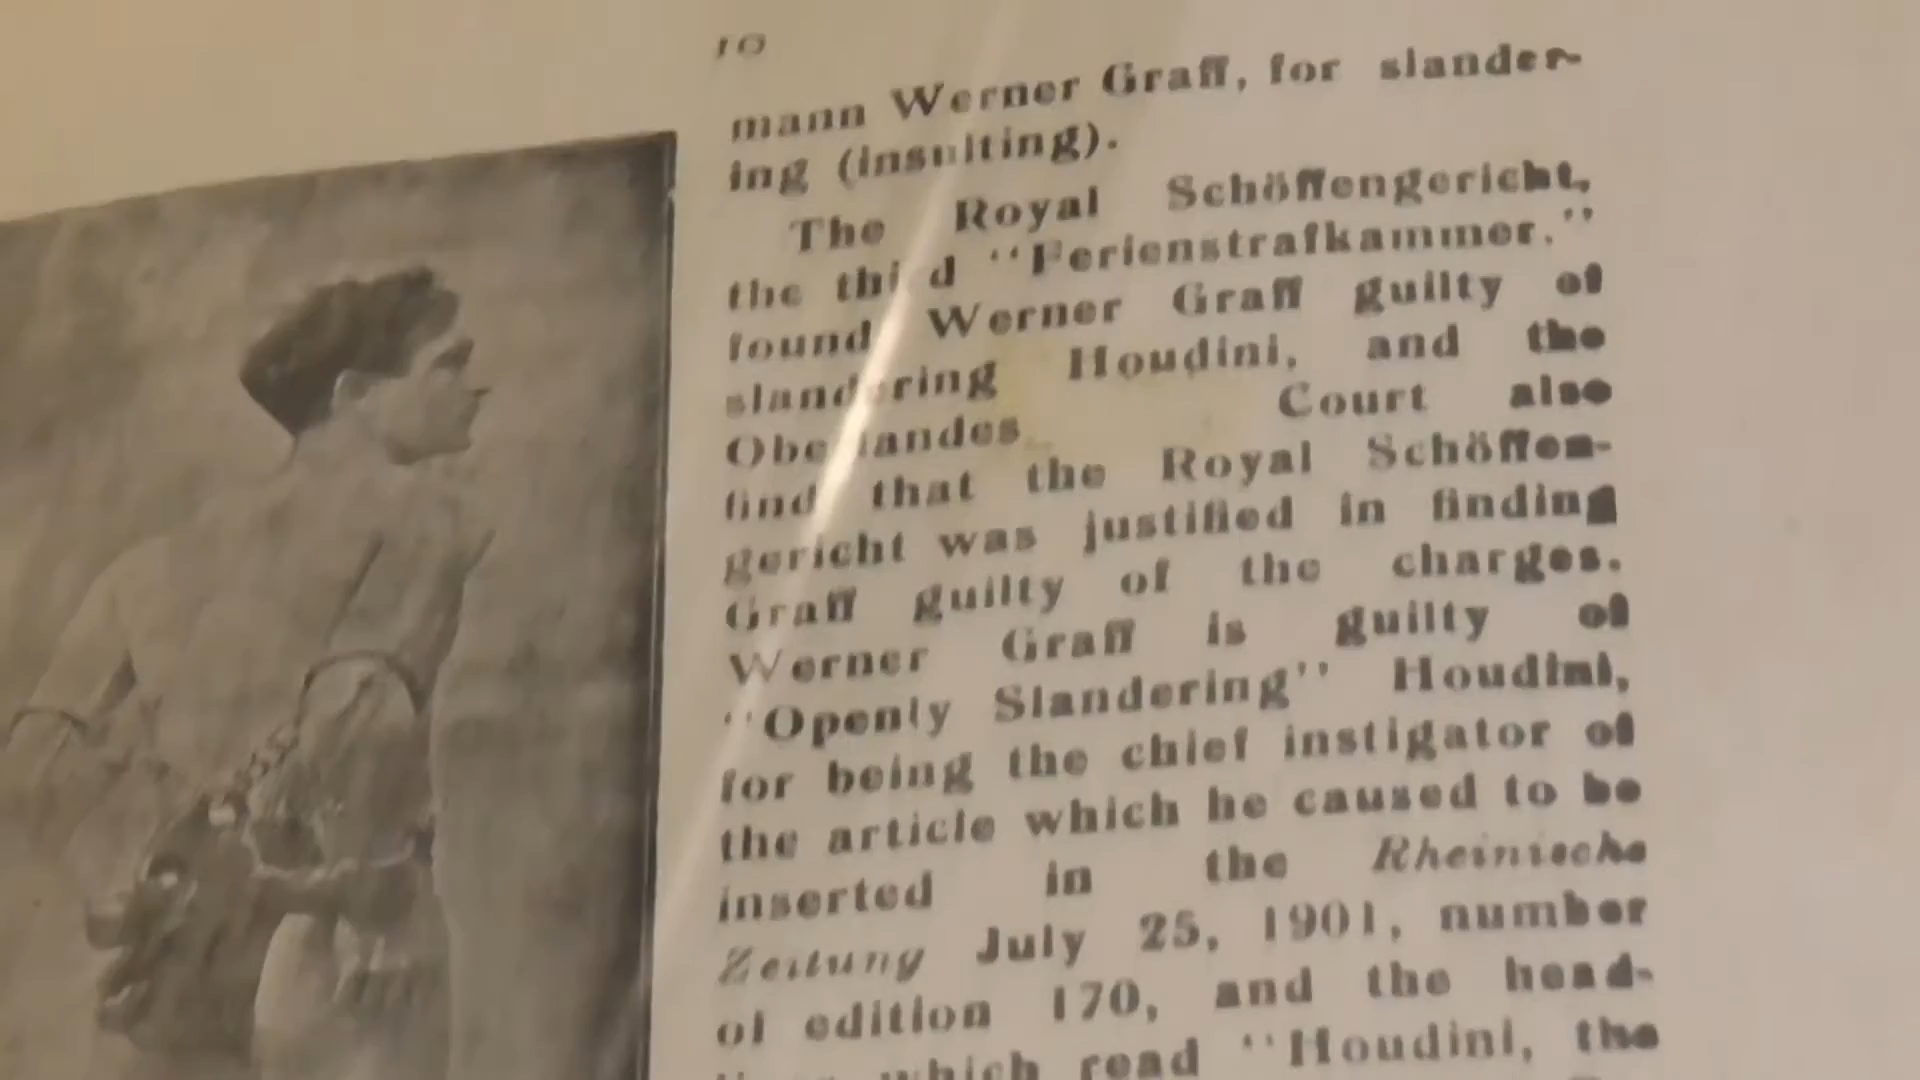 10
mann Werner Graff, for slander-
ing (insulting).
The Royal Schöffengericht,
the thi d "Ferienstrafkammer."
found Werner Graff guilty of
slandering Houdini, and the
Obe landes Court also
find that the Royal Schöffen-
gericht was justified in finding
Graff guilty of the charges.
Werner Graff is guilty of
"Openly Slandering" Houdini,
for being the chief instigator of
the article which he caused to be
inserted in the Rheinische
Zeitung July 25, 1901, number
of edition 170, and the head-
which read "Houdini, the